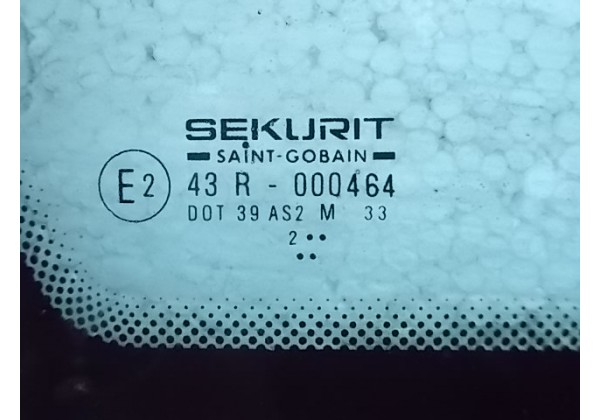 SEKURIT
SAINT-GOBAIN
E2 43 R - 000464
DOT 39 AS2 M 33
2 ••
••